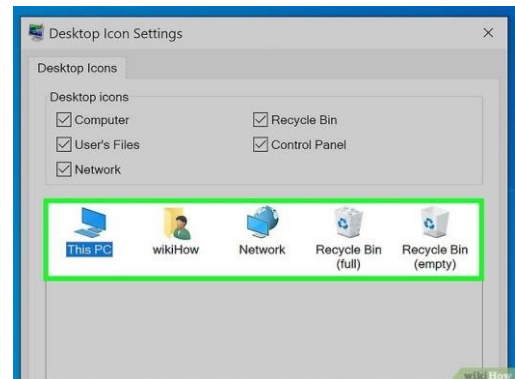 Desktop Icon Settings
Desktop Icons
Desktop icons
Computer
Recycle Bin
User's Files
Control Panel
Network
This PC
wikiHow
Network
Recycle Bin
(full)
Recycle Bin
(empty)
wikiHow